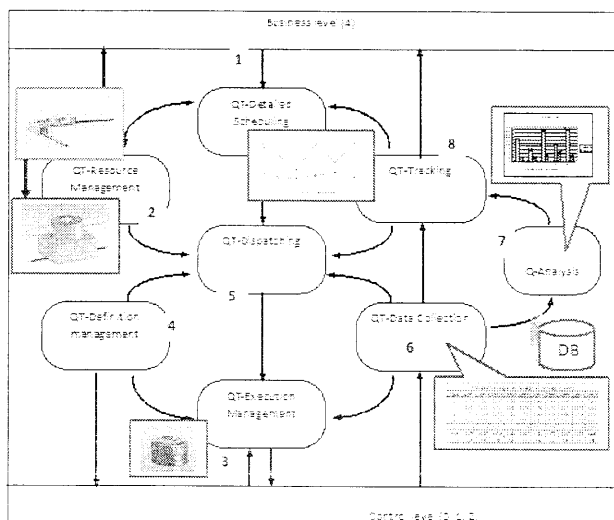 Business level (4)
1
QT-Detailed
Scheduling
8
QT-Resource
Management
2
QT-Tracking
7
QT-Dispatching
Q-Analysis
5
QT-Definition
management
4
QT-Data Collection
6
DB
QT-Execution
Management
3
Control level (0, 1, 2)